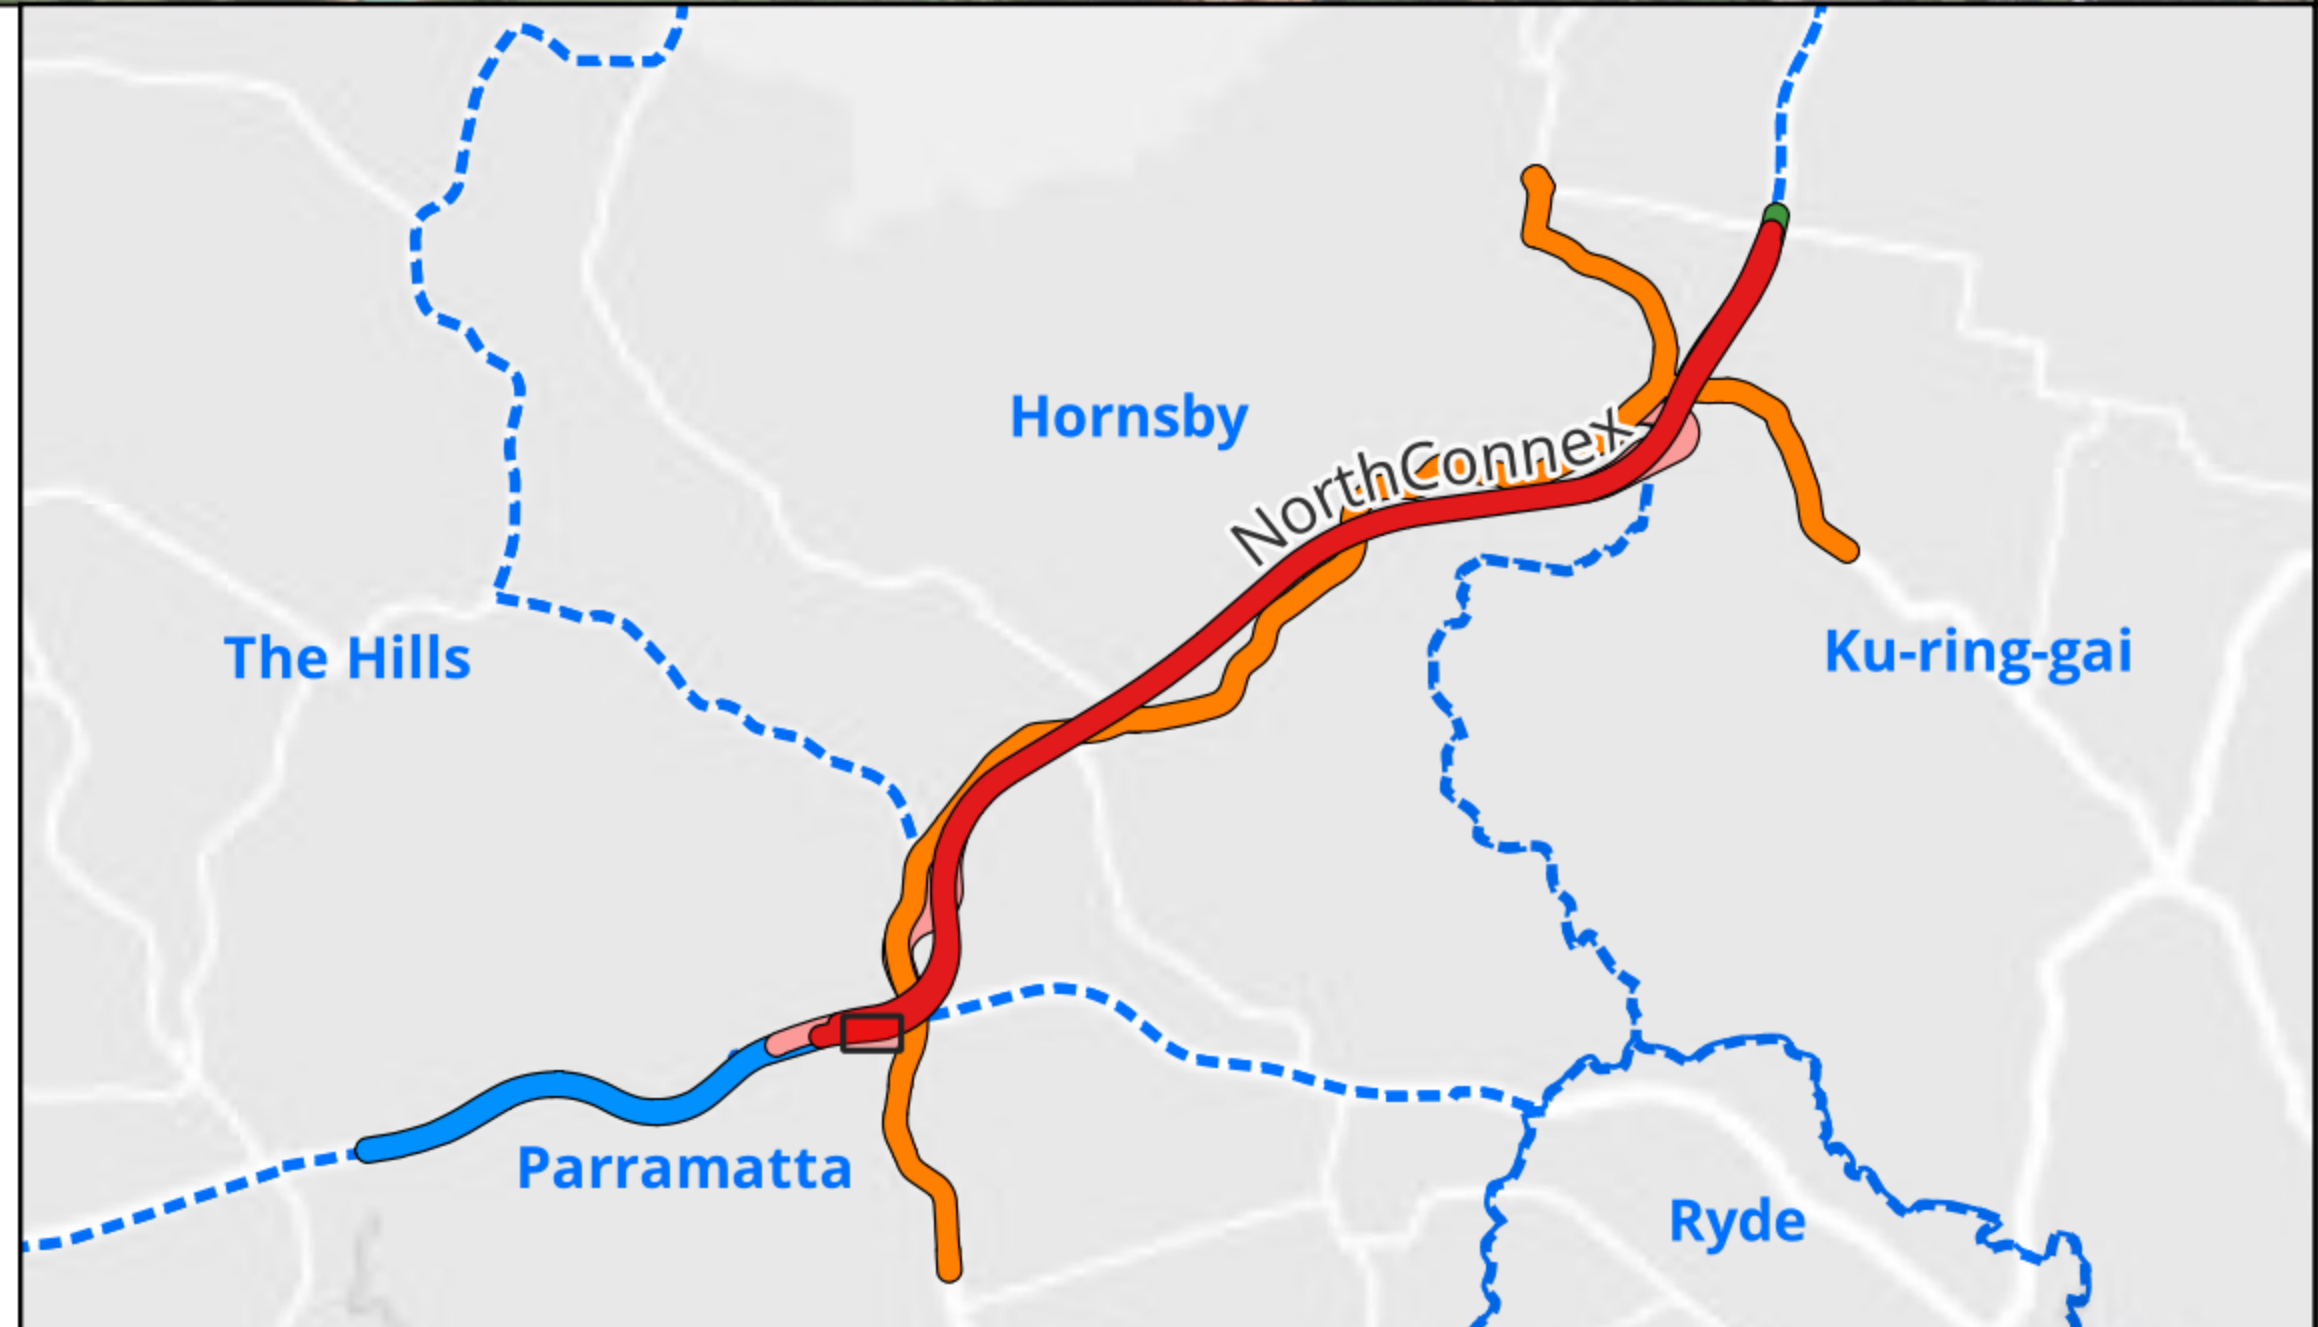 Hornsby
NorthConnex
The Hills
Ku-ring-gai
Parramatta
Ryde